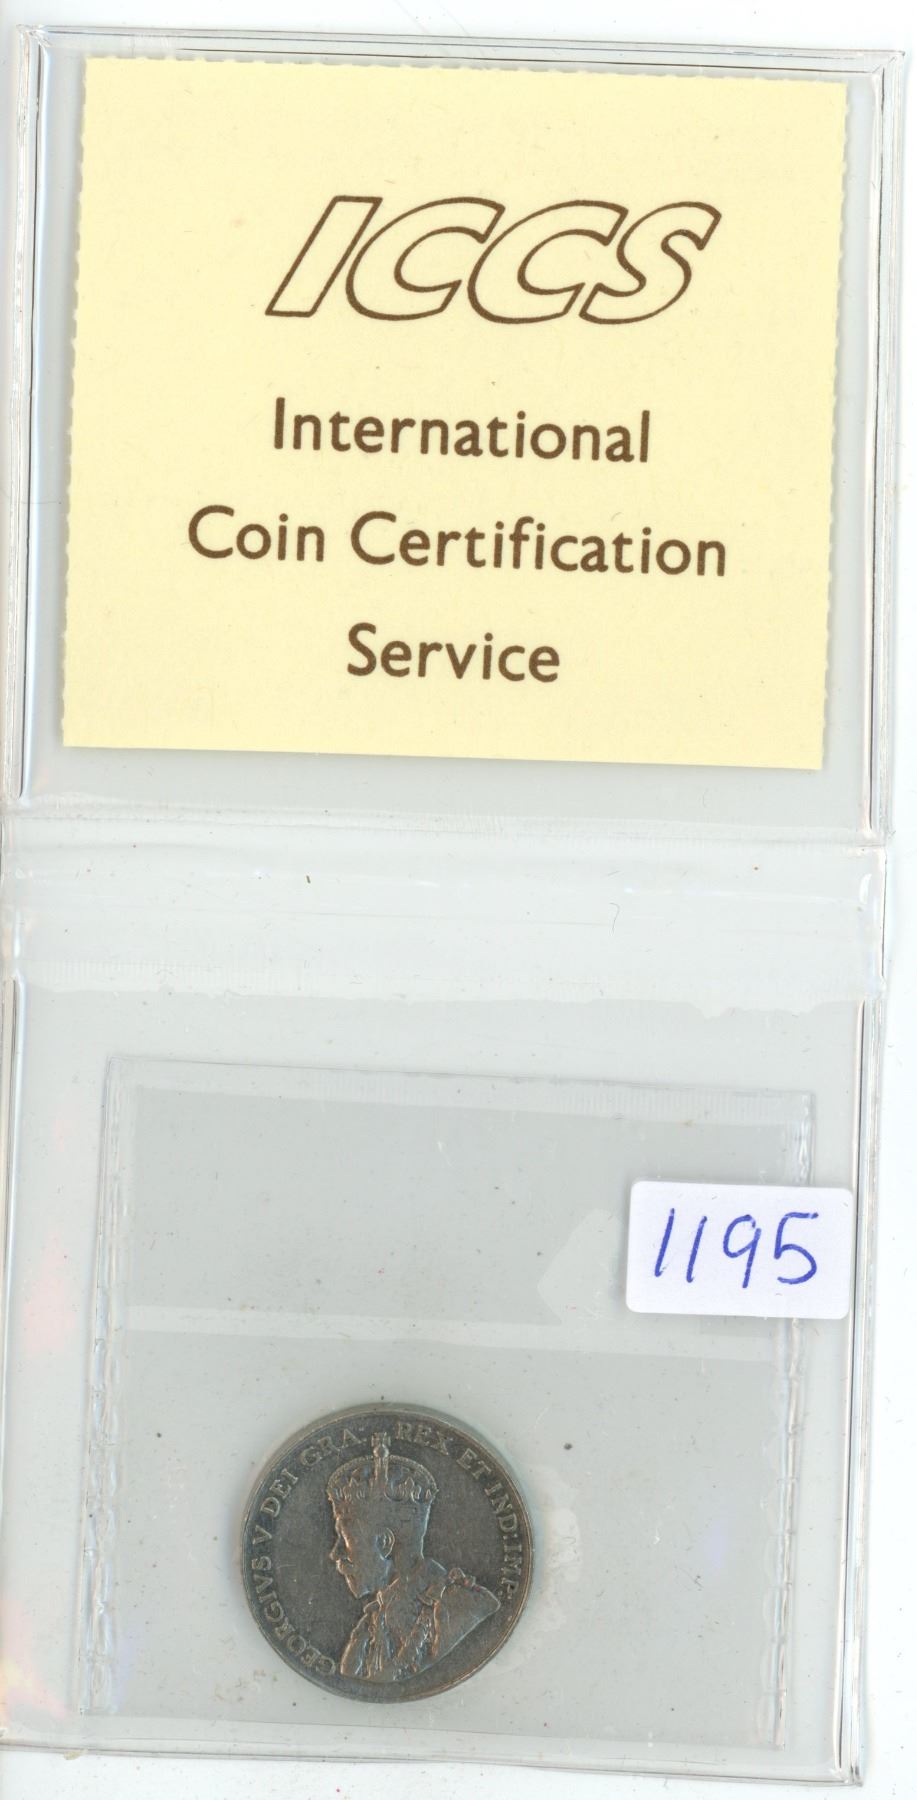 ICCS
International
Coin Certification
Service
1195
GEORGIVS V DEI GRA: REX ET IND: IMP: